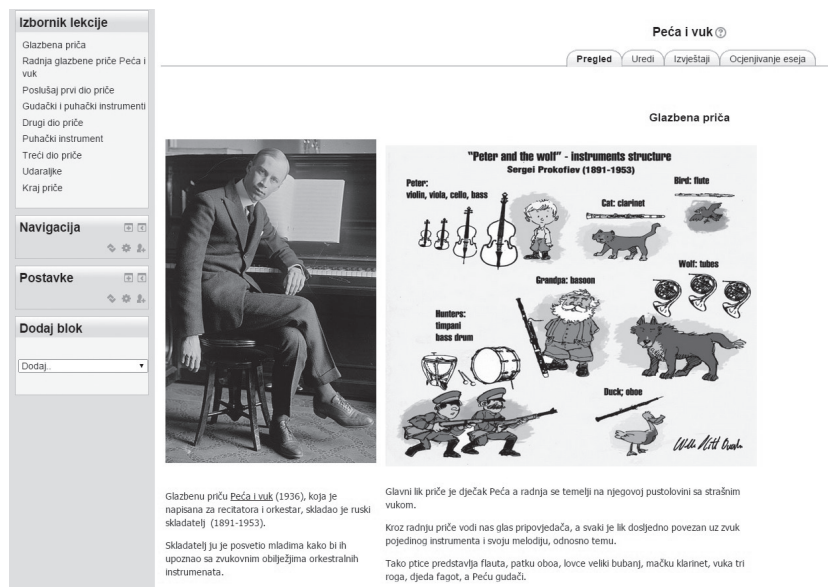 Izbornik lekcije
Glazbena priča
Radnja glazbene priče Peća i
vuk
Poslušaj prvi dio priče
Gudački i puhački instrumenti
Drugi dio priče
Puhački instrument
Treći dio priče
Udaraljke
Kraj priče
Navigacija
Postavke
Dodaj blok
Dodaj..
Peća i vuk
Pregled
Uredi
Izvještaji
Ocjenjivanje eseja
Glazbena priča
"Peter and the wolf" - instruments structure
Sergei Prokofiev (1891-1953)
Peter:
violin, viola, cello, bass
Cat: clarinet
Bird: flute
Wolf: tubes
Grandpa: basoon
Hunters:
timpani
bass drum
Duck; oboe
Glazbenu priču Peća i vuk (1936), koja je
napisana za recitatora i orkestar, skladao je ruski
skladatelj (1891-1953).
Skladatelj ju je posvetio mladima kako bi ih
upoznao sa zvukovnim obilježjima orkestralnih
instrumenata.
Glavni lik priče je dječak Peća a radnja se temelji na njegovoj pustolovini sa strašnim
vukom.
Kroz radnju priče vodi nas glas pripovjedača, a svaki je lik dosljedno povezan uz zvuk
pojedinog instrumenta i svoju melodiju, odnosno temu.
Tako ptice predstavlja flauta, patku oboa, lovce veliki bubanj, mačku klarinet, vuka tri
roga, djeda fagot, a Peću gudači.